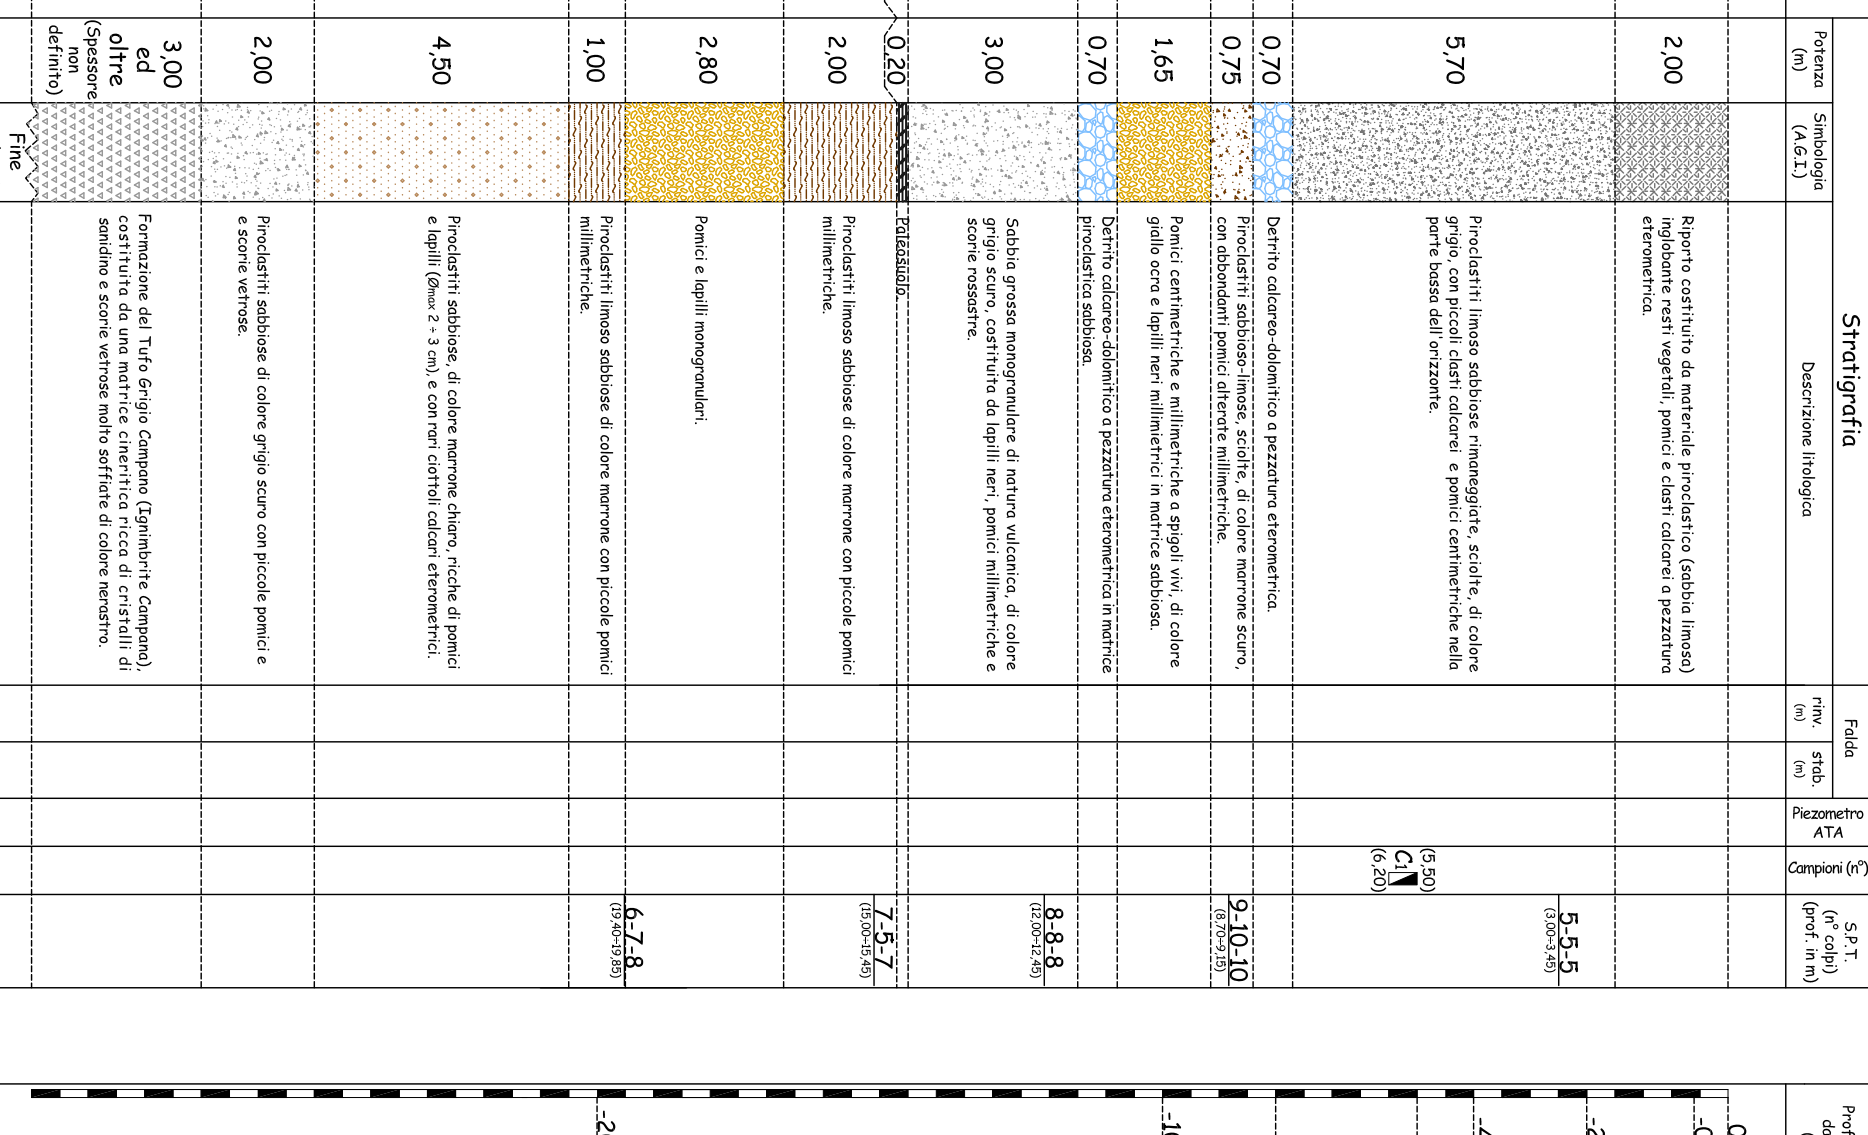 Stratigrafia
Falda
Potenza
(m)
Simbologia
(A.G.I.)
Descrizione litologica
rinv.
(m)
stab.
(m)
Piezometro
ATA
Campioni (n°)
S.P.T.
(n° colpi)
(prof. in m)
2,00
Riporto costituito da materiale piroclastico (sabbia limosa)
inglobante resti vegetali, pomici e clasti calcarei a pezzatura
eterometrica.
5,70
Piroclastiti limoso sabbiose rimaneggiate, sciolte, di colore
grigio, con piccoli clasti calcarei e pomici centimetriche nella
parte bassa dell'orizzonte.
(5,50)
C1
(6,20)
5-5-5
(3,00÷3,45)
0,70
Detrito calcareo-dolomitico a pezzatura eterometrica.
0,75
Piroclastiti sabbioso-limose, sciolte, di colore marrone scuro,
con abbondanti pomici alterate millimetriche.
9-10-10
(8,70÷9,15)
1,65
Pomici centimetriche e millimetriche a spigoli vivi, di colore
giallo ocra e lapilli neri millimietrici in matrice sabbiosa.
0,70
Detrito calcareo-dolomitico a pezzatura eterometrica in matrice
piroclastica sabbiosa.
3,00
Sabbia grossa monogranulare di natura vulcanica, di colore
grigio scuro, costituita da lapilli neri, pomici millimetriche e
scorie rossastre.
8-8-8
(12,00÷12,45)
0,20
Paleosuolo.
2,00
Piroclastiti limoso sabbiose di colore marrone con piccole pomici
millimetriche.
7-5-7
(15,00÷15,45)
2,80
Pomici e lapilli monogranulari.
6-7-8
(19,40÷19,85)
1,00
Piroclastiti limoso sabbiose di colore marrone con piccole pomici
millimetriche.
4,50
Piroclastiti sabbiose, di colore marrone chiaro, ricche di pomici
e lapilli (Ømax 2 ÷ 3 cm), e con rari ciottoli calcari eterometrici.
2,00
Piroclastiti sabbiose di colore grigio scuro con piccole pomici e
e scorie vetrose.
3,00
ed
oltre
(Spessore
non
definito)
Formazione del Tufo Grigio Campano (Ignimbrite Campana),
costituita da una matrice cineritica ricca di cristalli di
sanidino e scorie vetrose molto soffiate di colore nerastro.
Fine